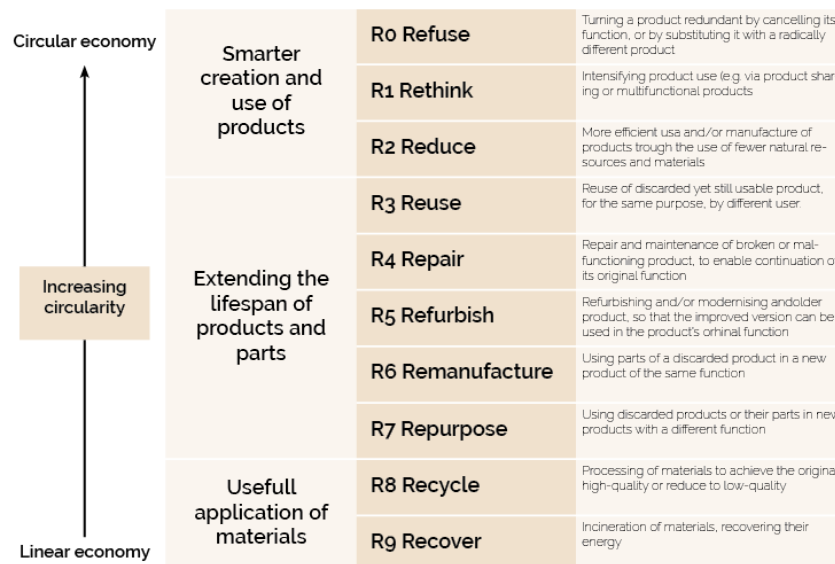 Circular economy
Increasing
circularity
Linear economy
Smarter
creation and
use of
products
R0 Refuse
Turning a product redundant by cancelling its
function, or by substituting it with a radically
different product
R1 Rethink
Intensifying product use (e.g. via product shar
ing or multifunctional products
R2 Reduce
More efficient usa and/or manufacture of
products trough the use of fewer natural re-
sources and materials
Extending the
lifespan of
products and
parts
R3 Reuse
Reuse of discarded yet still usable product,
for the same purpose, by different user.
R4 Repair
Repair and maintenance of broken or mal-
functioning product, to enable continuation o
its original function
R5 Refurbish
Refurbishing and/or modernising andolder
product, so that the improved version can be
used in the product's orhinal function
R6 Remanufacture
Using parts of a discarded product in a new
product of the same function
R7 Repurpose
Using discarded products or their parts in new
products with a different function
Usefull
application of
materials
R8 Recycle
Processing of materials to achieve the origina
high-quality or reduce to low-quality
R9 Recover
Incineration of materials, recovering their
energy